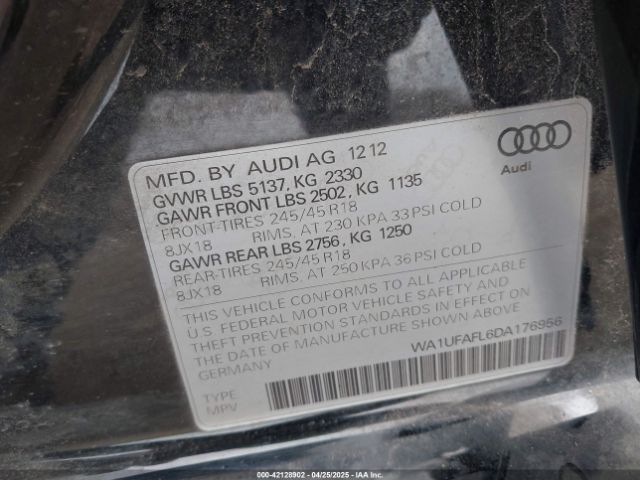 MFD. BY AUDI AG 12 12
GVWR LBS 5137, KG 2330
GAWR FRONT LBS 2502, KG 1135
FRONT-TIRES 245/45 R18
8JX18 RIMS, AT 230 KPA 33 PSI COLD
GAWR REAR LBS 2756, KG 1250
REAR-TIRES 245/45 R18
8JX18 RIMS, AT 250 KPA 36 PSI COLD
THIS VEHICLE CONFORMS TO ALL APPLICABLE
U.S. FEDERAL MOTOR VEHICLE SAFETY AND
THEFT PREVENTION STANDARDS IN EFFECT ON
THE DATE OF MANUFACTURE SHOWN ABOVE.
GERMANY
WA1UFAFL6DA176956
TYPE
MPV
Audi
000-42128902 - 04/25/2025 - IAA Inc.